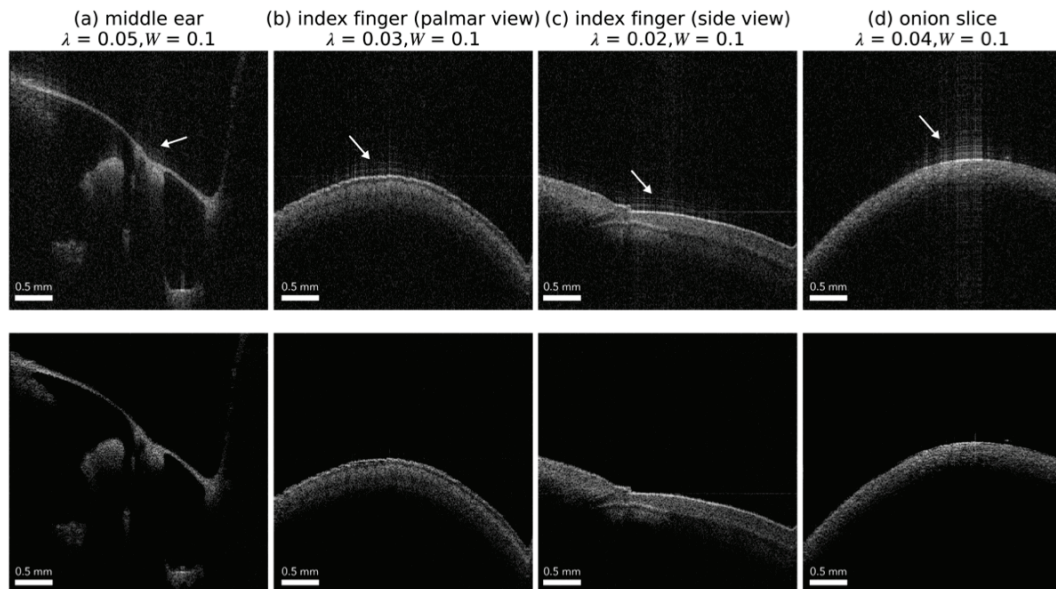 (a) middle ear
λ = 0.05,W = 0.1
(b) index finger (palmar view)
λ = 0.03,W = 0.1
(c) index finger (side view)
λ = 0.02,W = 0.1
(d) onion slice
λ = 0.04,W = 0.1
0.5 mm
0.5 mm
0.5 mm
0.5 mm
0.5 mm
0.5 mm
0.5 mm
0.5 mm